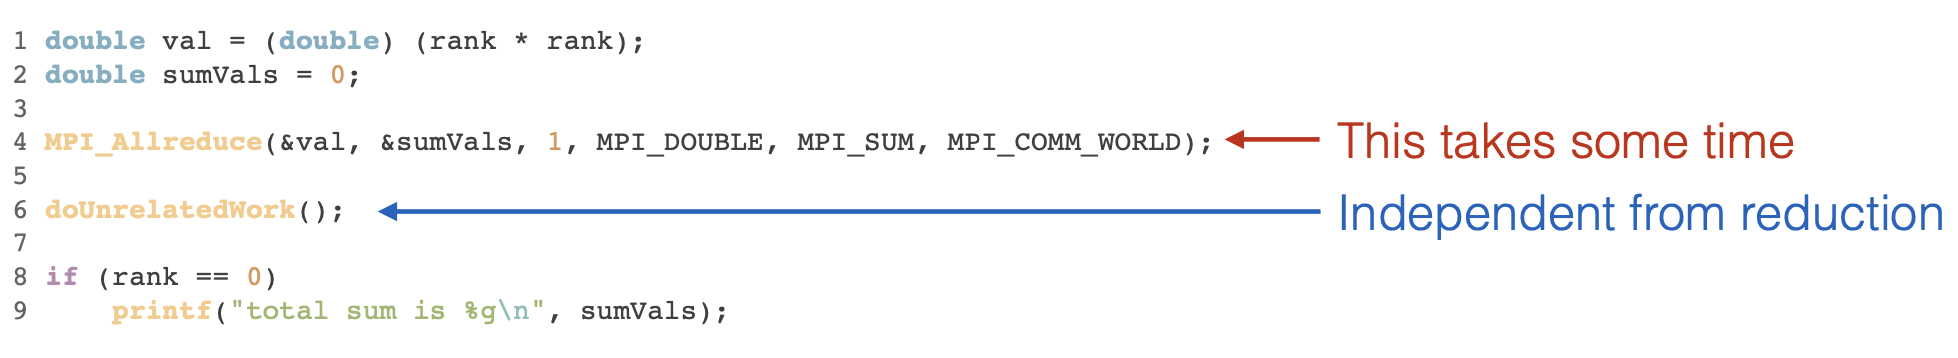 1 double val = (double) (rank * rank);
2 double sumVals = 0;
3
4 MPI_Allreduce(&val, &sumVals, 1, MPI_DOUBLE, MPI_SUM, MPI_COMM_WORLD); This takes some time
5
6 doUnrelatedWork(); Independent from reduction
7
8 if (rank == 0)
9     printf("total sum is %g\n", sumVals);